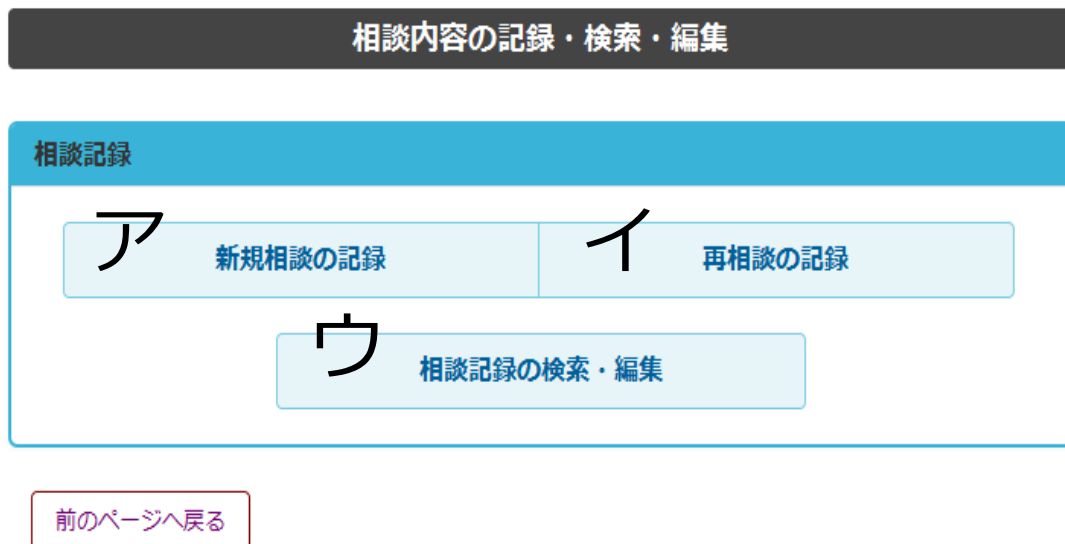 相談内容の記録・検索・編集
相談記録
ア 新規相談の記録 イ 再相談の記録
ウ 相談記録の検索・編集
前のページへ戻る